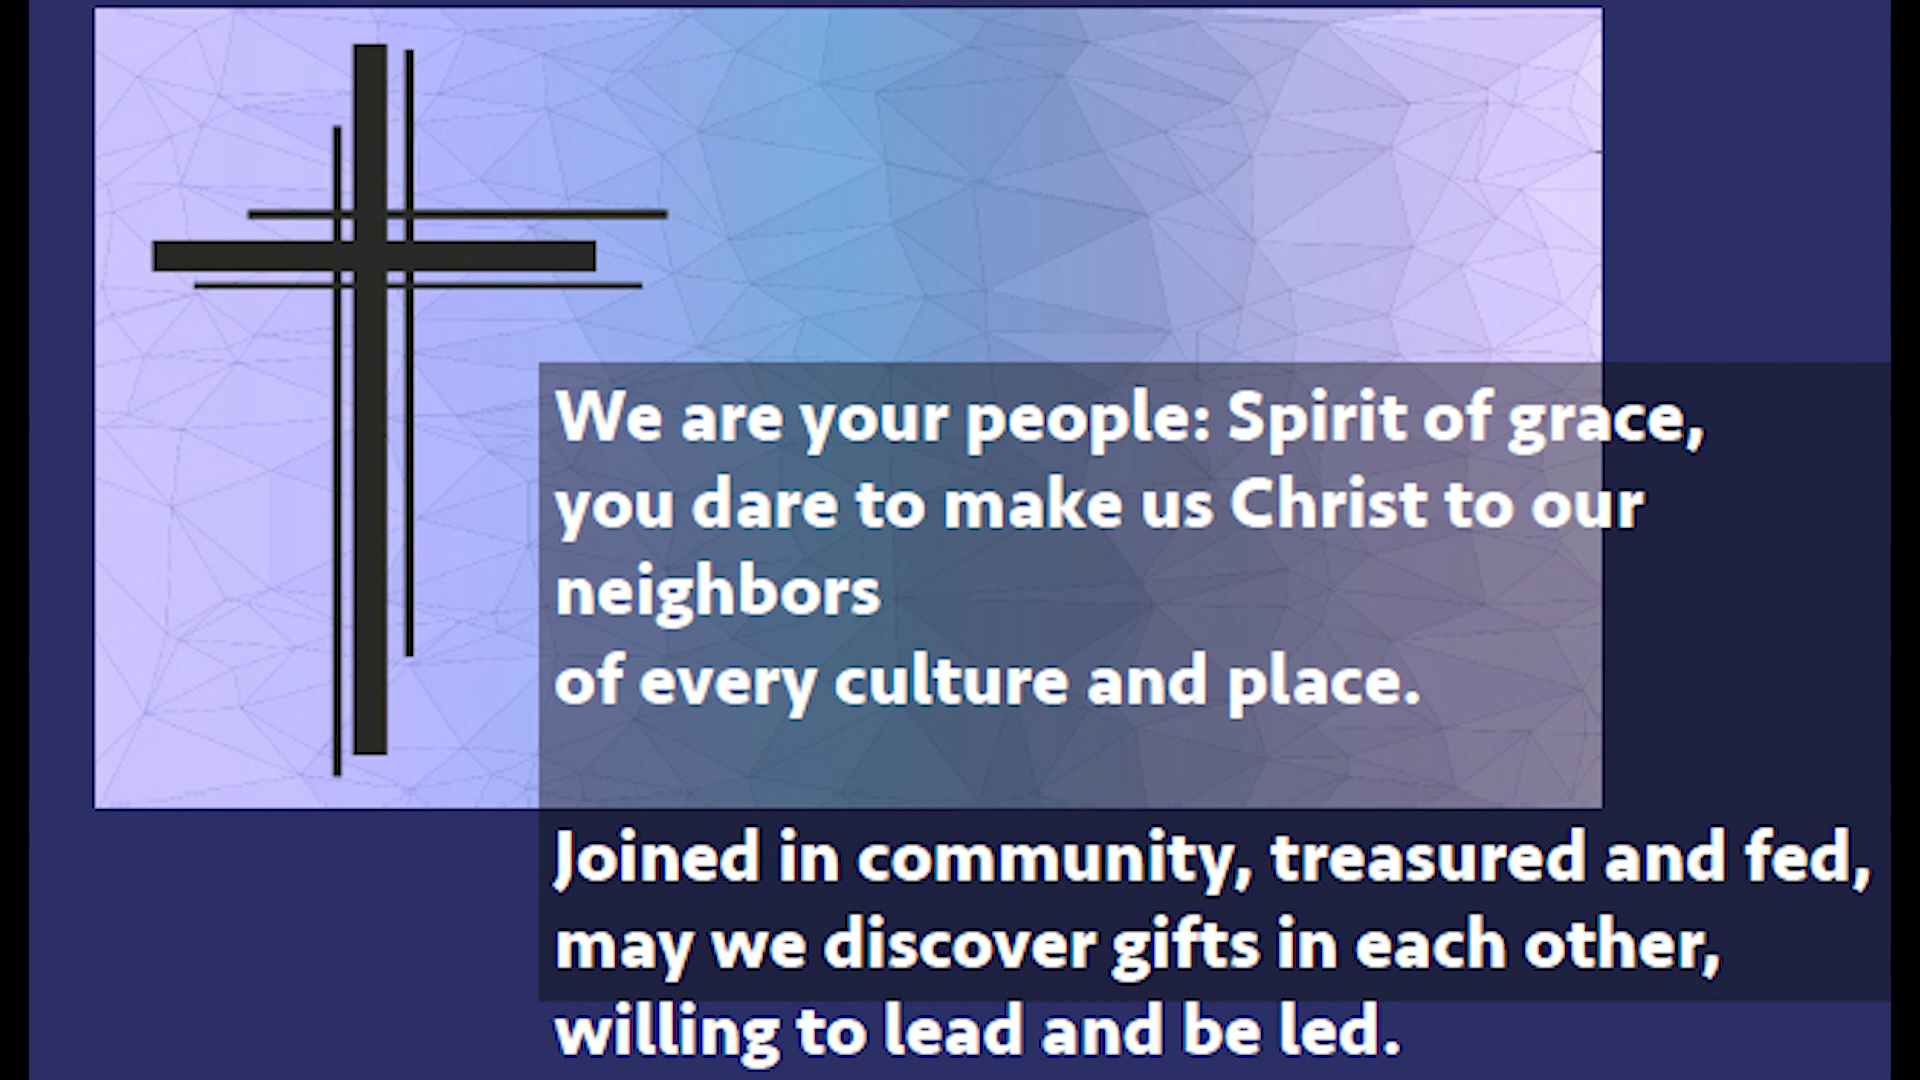 We are your people: Spirit of grace,
you dare to make us Christ to our
neighbors
of every culture and place.
Joined in community, treasured and fed,
may we discover gifts in each other,
willing to lead and be led.